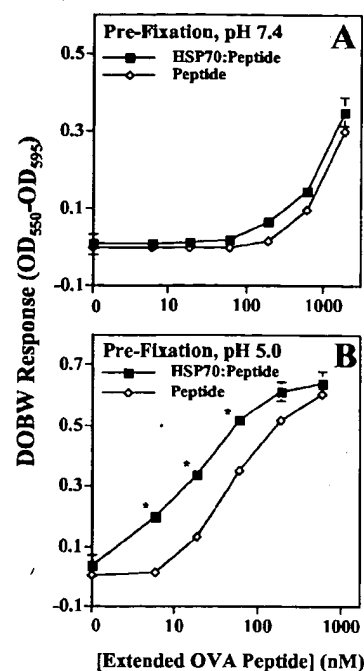 Pre-Fixation, pH 7.4
A
HSP70:Peptide
Peptide
0.5
0.3
0.1
-0.1
0 10 100 1000
DOBW Response (OD550-OD595)
Pre-Fixation, pH 5.0
B
HSP70:Peptide
Peptide
0.7
0.5
0.3
0.1
-0.1
* * *
0 10 100 1000
[Extended OVA Peptide] (nM)